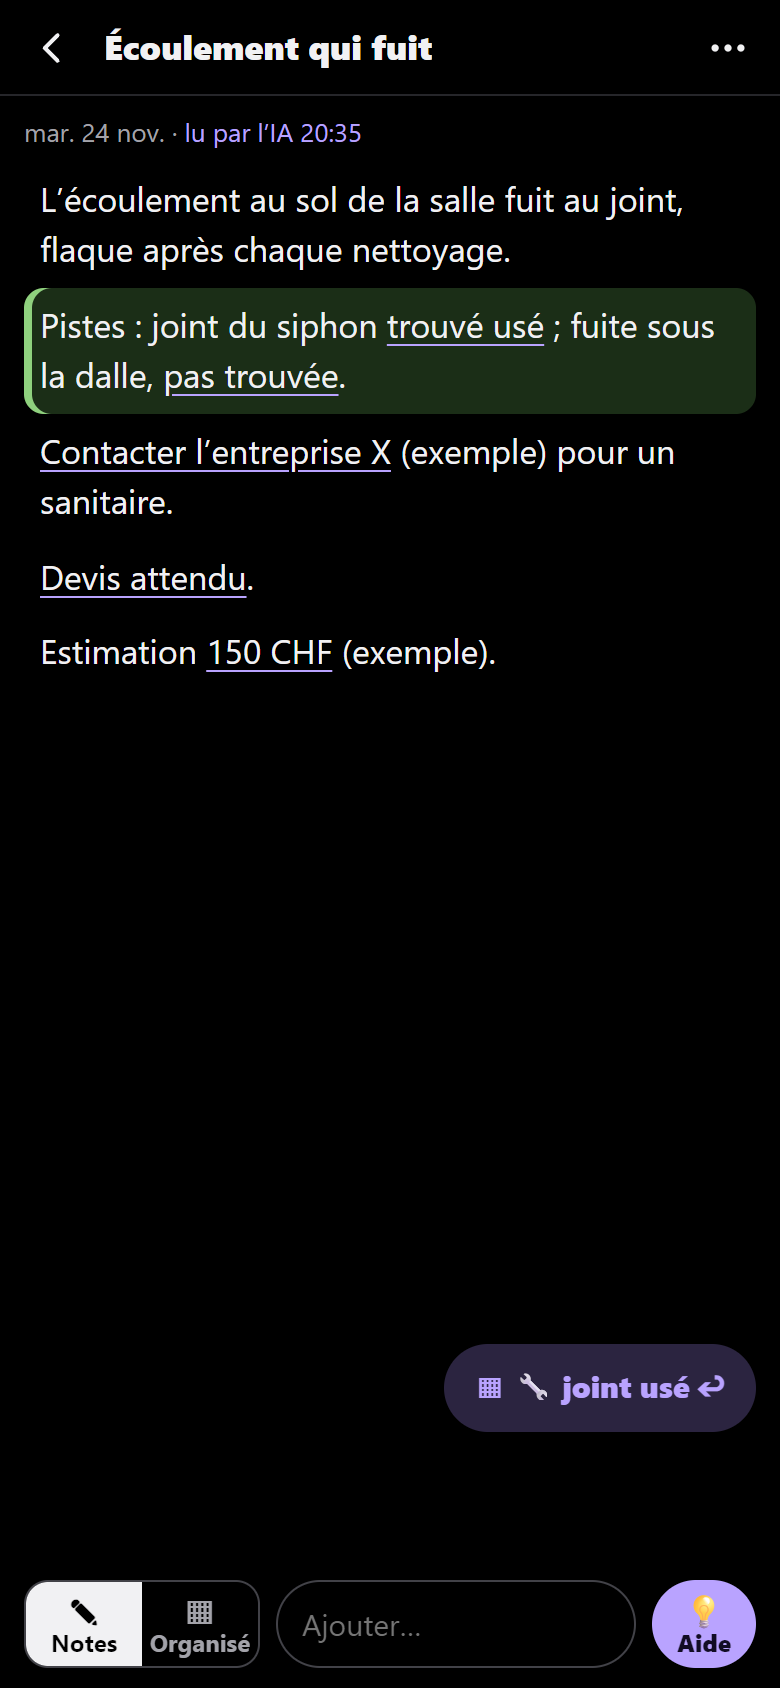 Écoulement qui fuit
mar. 24 nov. · lu par l’IA 20:35
L’écoulement au sol de la salle fuit au joint,
flaque après chaque nettoyage.
Pistes : joint du siphon trouvé usé ; fuite sous
la dalle, pas trouvée.
Contacter l’entreprise X (exemple) pour un
sanitaire.
Devis attendu.
Estimation 150 CHF (exemple).
joint usé
Notes
Organisé
Ajouter…
Aide